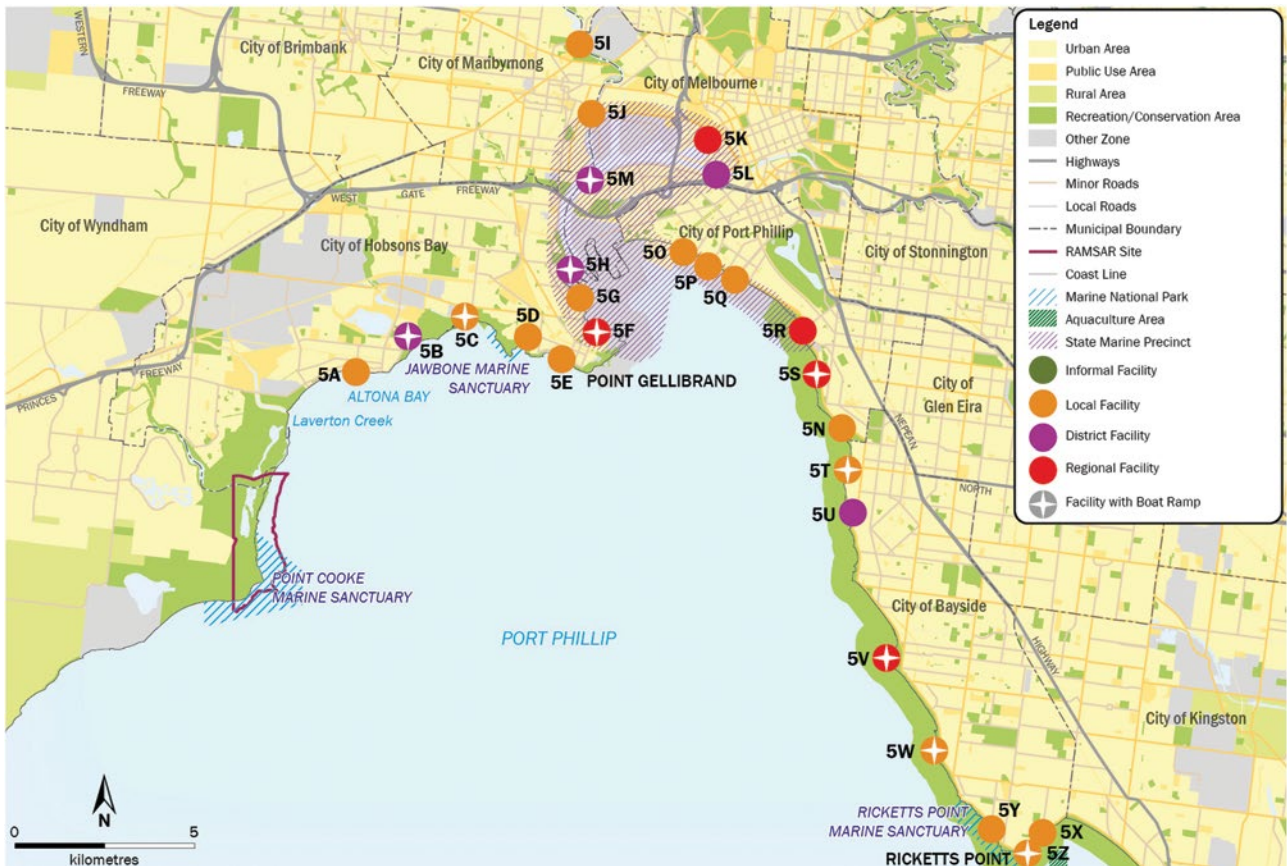 WESTERN
City of Brimbank
City of Maribyrnong
5I
City of Melbourne
FREEWAY
5J
5K
5L
5M
WEST
GATE
FREEWAY
City of Wyndham
City of Hobsons Bay
City of Port Phillip
City of Stonnington
5O
5P
5Q
5H
5G
5F
5R
5D
5C
5B
5E
5A
JAWBONE MARINE
SANCTUARY
POINT GELLIBRAND
ALTONA BAY
Laverton Creek
PRINCES
FREEWAY
5S
City of
Glen Eira
NEPEAN
5N
5T
NORTH
5U
POINT COOKE
MARINE SANCTUARY
PORT PHILLIP
City of Bayside
HIGHWAY
5V
City of Kingston
5W
RICKETTS POINT
MARINE SANCTUARY
5Y
5X
5Z
RICKETTS POINT
N
0
5
kilometres
Legend
Urban Area
Public Use Area
Rural Area
Recreation/Conservation Area
Other Zone
Highways
Minor Roads
Local Roads
Municipal Boundary
RAMSAR Site
Coast Line
Marine National Park
Aquaculture Area
State Marine Precinct
Informal Facility
Local Facility
District Facility
Regional Facility
Facility with Boat Ramp